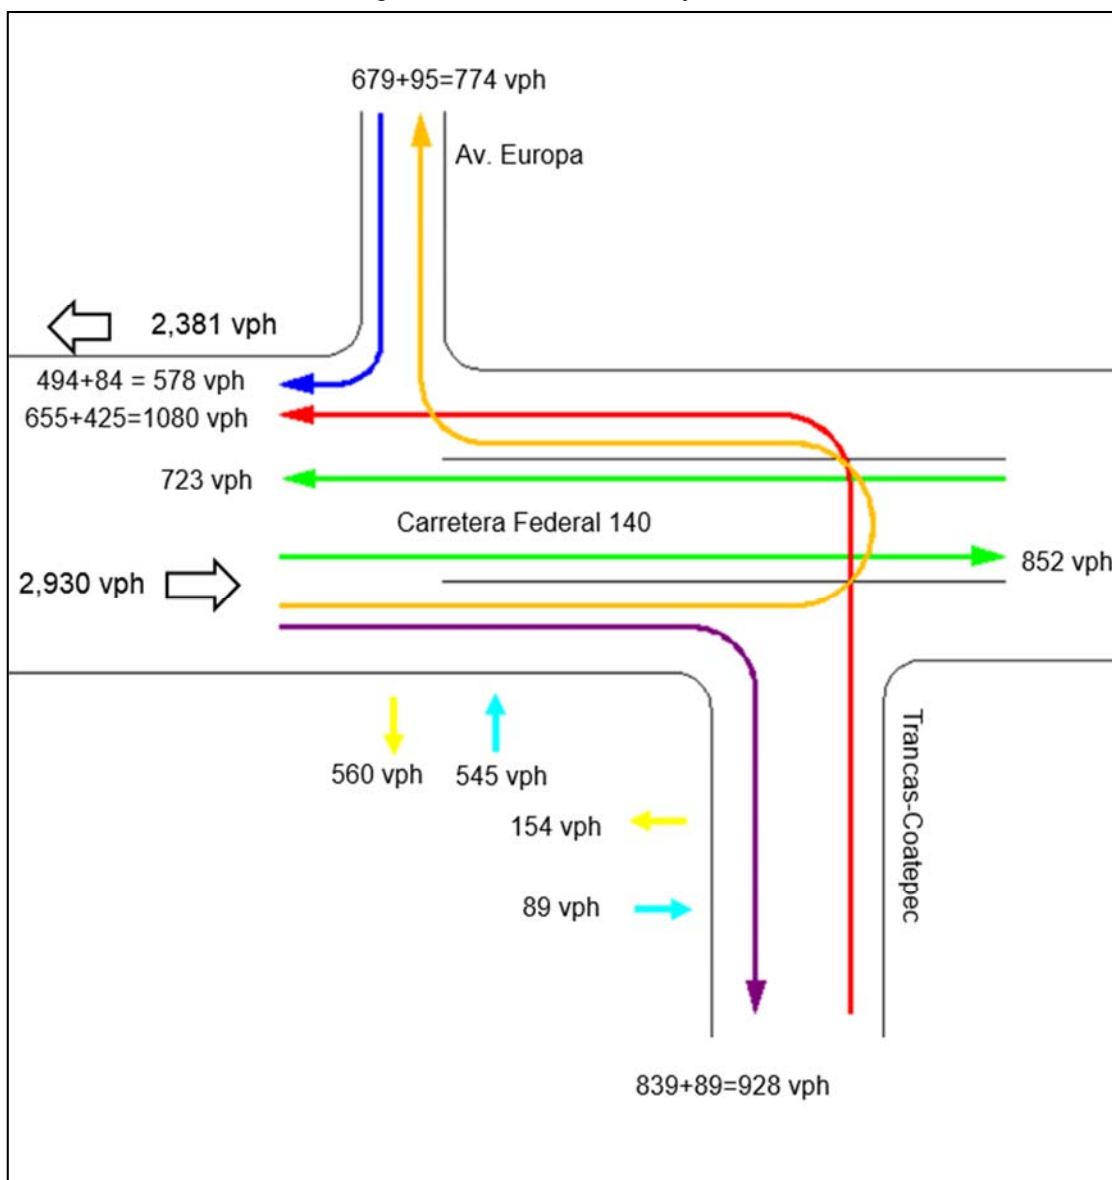 679+95=774 vph
Av. Europa
2,381 vph
494+84 = 578 vph
655+425=1080 vph
723 vph
Carretera Federal 140
852 vph
2,930 vph
560 vph
545 vph
154 vph
89 vph
Trancas-Coatepec
839+89=928 vph